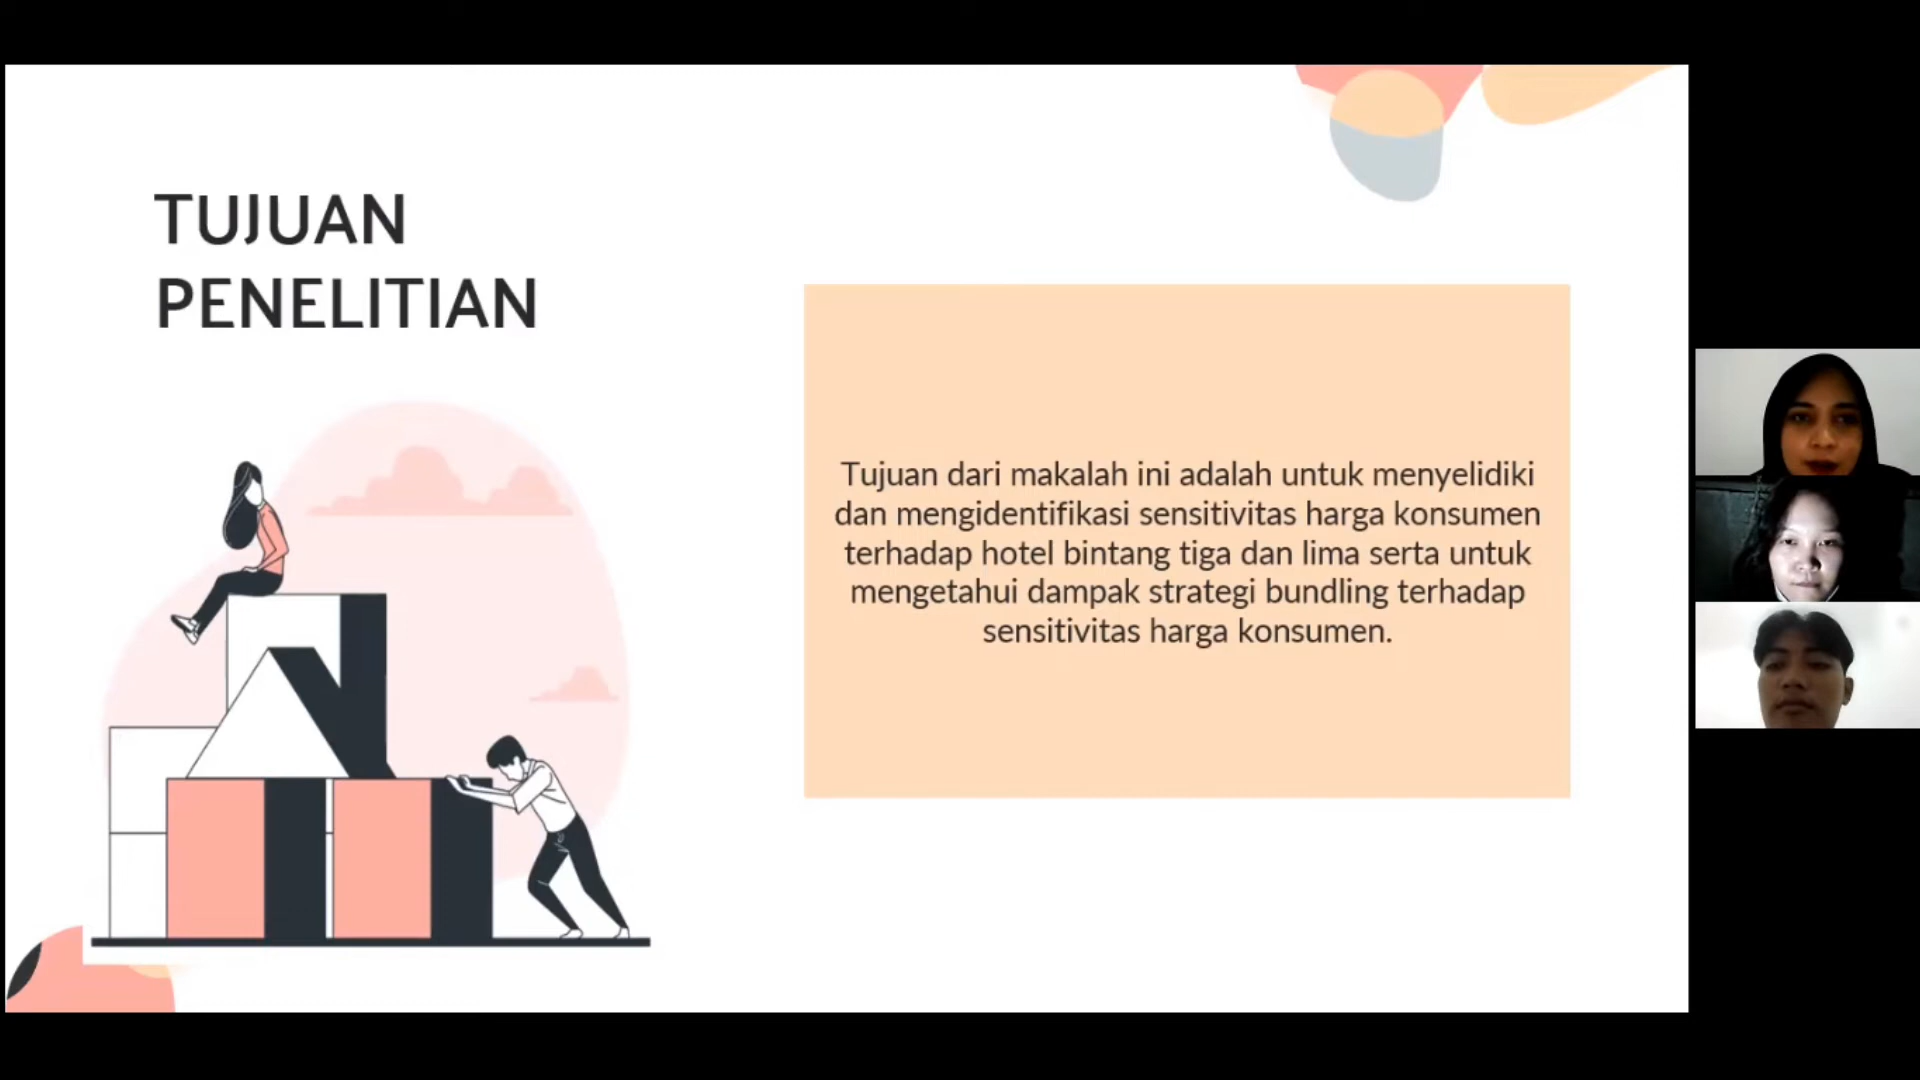 TUJUAN
PENELITIAN
Tujuan dari makalah ini adalah untuk menyelidiki
dan mengidentifikasi sensitivitas harga konsumen
terhadap hotel bintang tiga dan lima serta untuk
mengetahui dampak strategi bundling terhadap
sensitivitas harga konsumen.